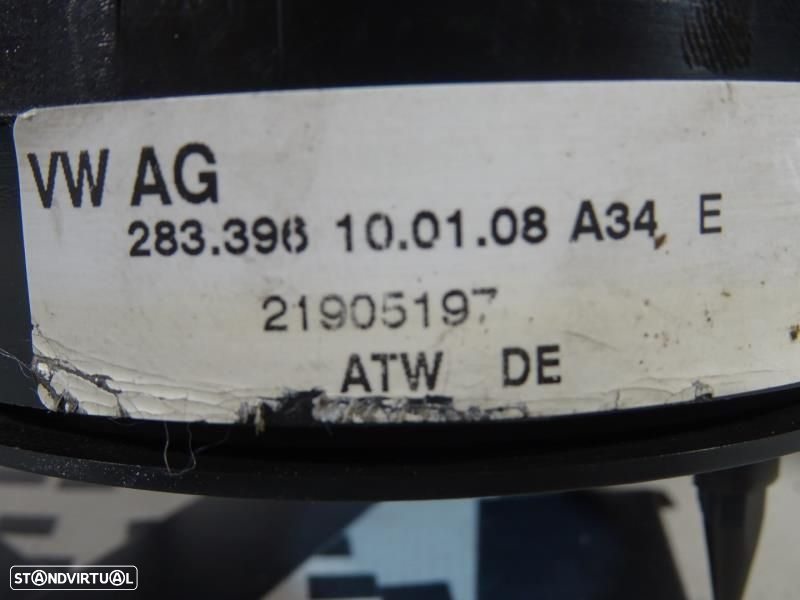 VW AG
283.396 10.01.08 A34 E
21905197
ATW DE
STANDVIRTUAL